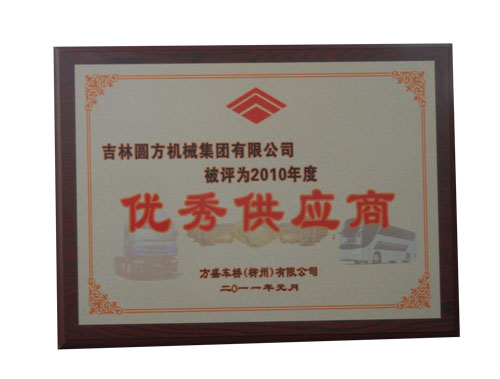 吉林圆方机械集团有限公司
被评为2010年度
优秀供应商
方盛车桥(柳州)有限公司
二〇一一年元月